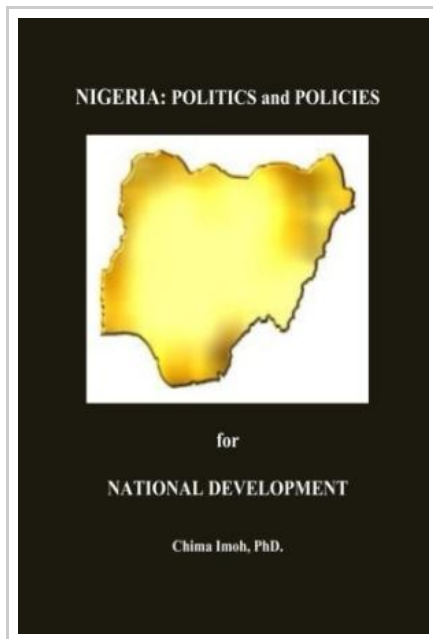 NIGERIA: POLITICS and POLICIES
for
NATIONAL DEVELOPMENT
Chima Imoh, PhD.